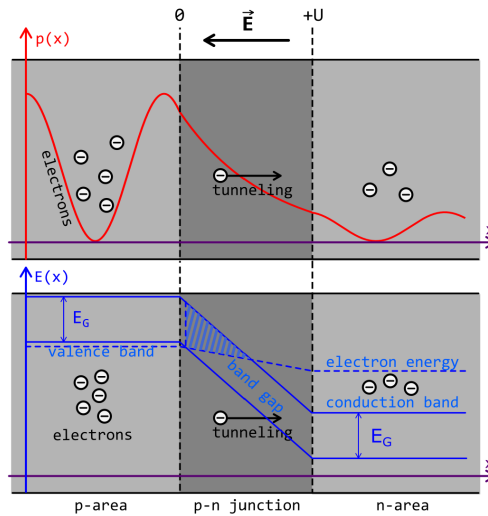 0
+U
E
p(x)
electrons
tunneling
x
E(x)
E_G
valence band
band gap
electron energy
conduction band
electrons
tunneling
E_G
x
p-area
p-n junction
n-area